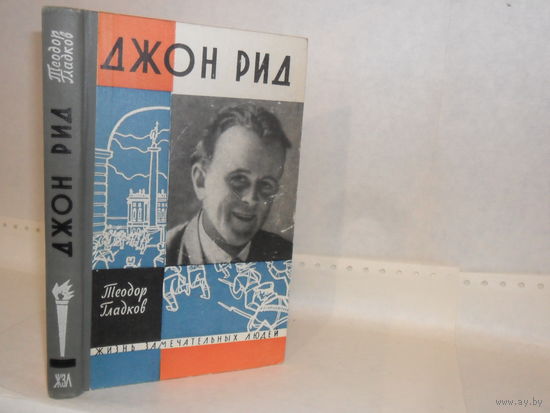 Теодор
Гладков
ДЖОН РИД
ЖЗЛ
ДЖОН РИД
Теодор
Гладков
ЖИЗНЬ ЗАМЕЧАТЕЛЬНЫХ ЛЮДЕЙ
www.ay.by